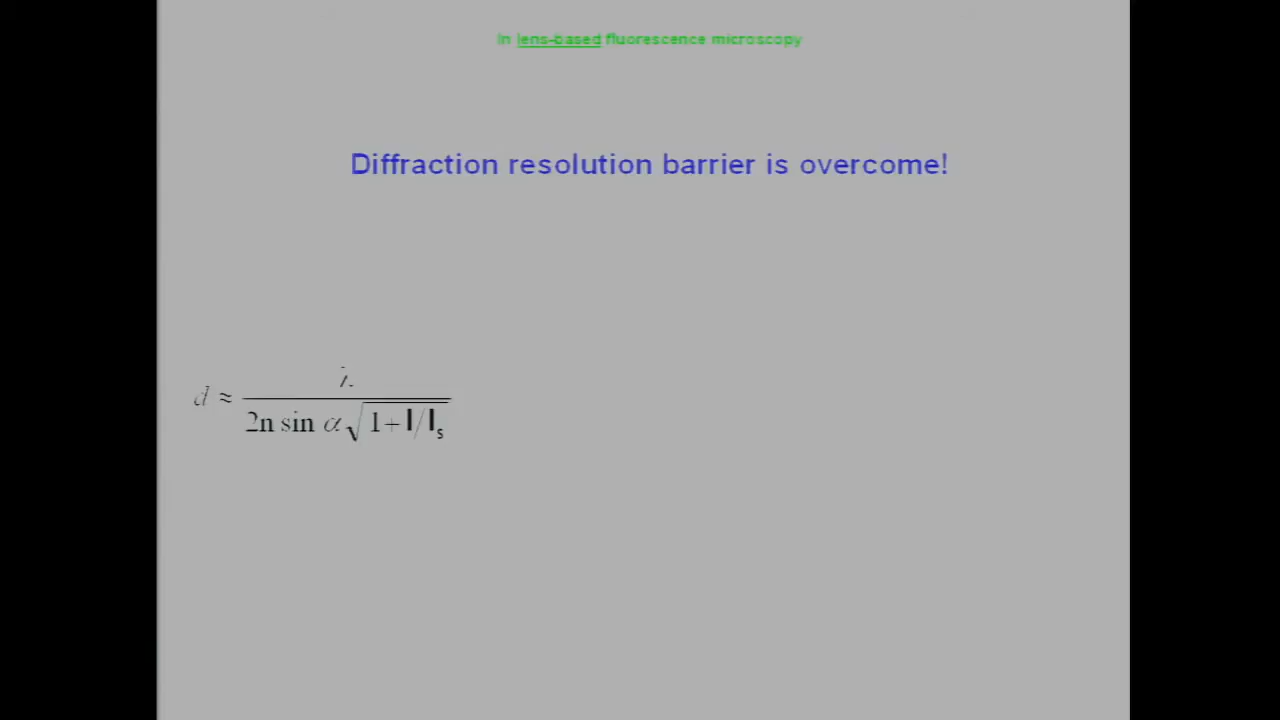 In lens-based fluorescence microscopy
Diffraction resolution barrier is overcome!
d ≈ λ / (2n sin α √(1+I/Iₛ))